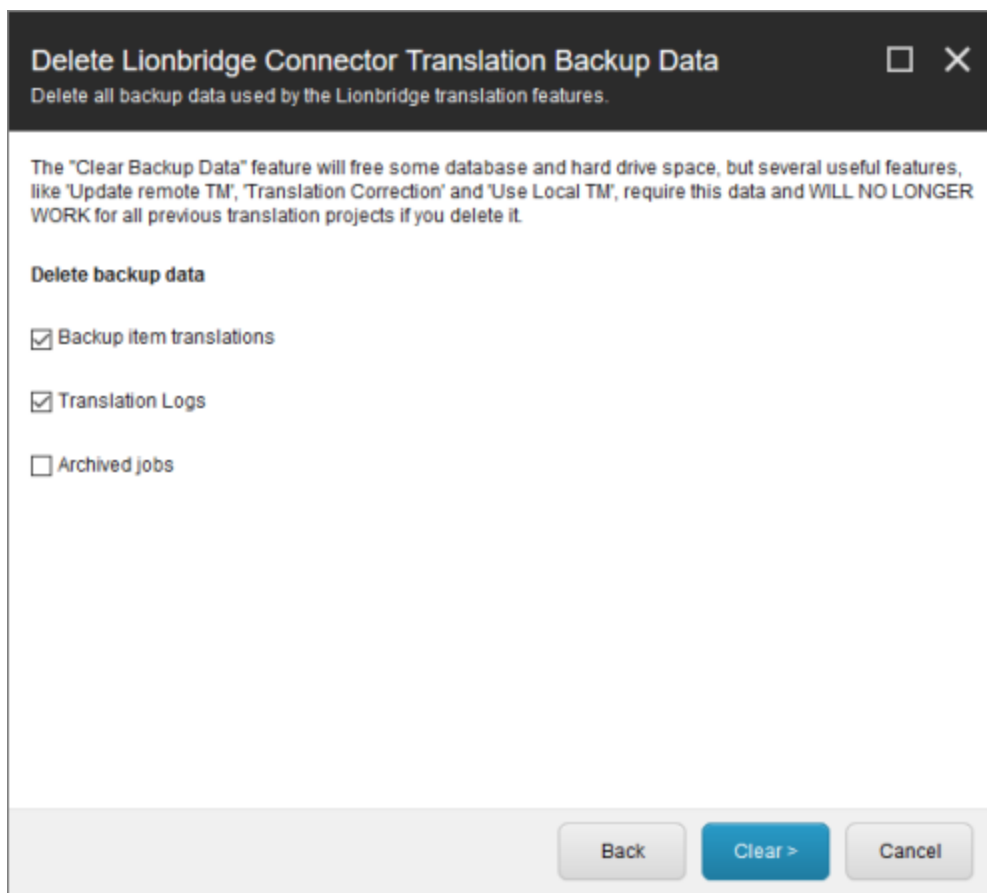 Delete Lionbridge Connector Translation Backup Data
Delete all backup data used by the Lionbridge translation features.
The "Clear Backup Data" feature will free some database and hard drive space, but several useful features,
like 'Update remote TM', 'Translation Correction' and 'Use Local TM', require this data and WILL NO LONGER
WORK for all previous translation projects if you delete it.
Delete backup data
Backup item translations
Translation Logs
Archived jobs
Back
Clear >
Cancel